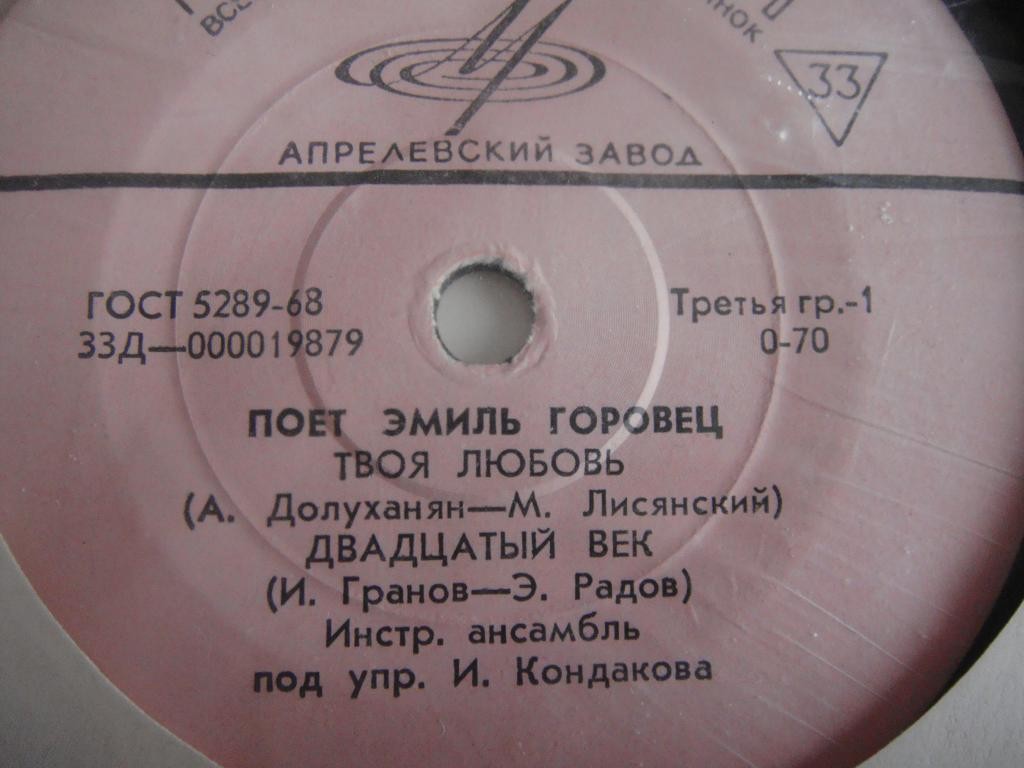 33
АПРЕЛЕВСКИЙ ЗАВОД
ГОСТ 5289-68
33Д—000019879
Третья гр.-1
0-70
ПОЕТ ЭМИЛЬ ГОРОВЕЦ
ТВОЯ ЛЮБОВЬ
(А. Долуханян—М. Лисянский)
ДВАДЦАТЫЙ ВЕК
(И. Гранов—Э. Радов)
Инстр. ансамбль
под упр. И. Кондакова